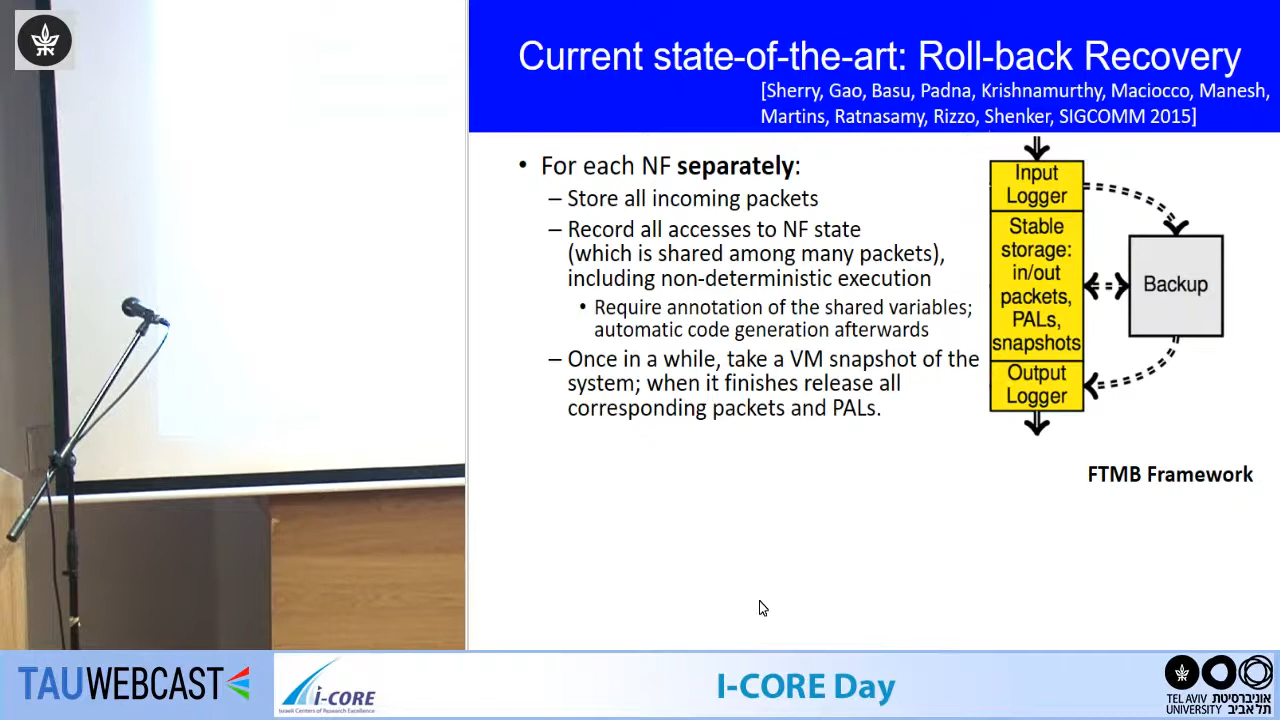 Current state-of-the-art: Roll-back Recovery
[Sherry, Gao, Basu, Padna, Krishnamurthy, Maciocco, Manesh,
Martins, Ratnasamy, Rizzo, Shenker, SIGCOMM 2015]
• For each NF separately:
– Store all incoming packets
– Record all accesses to NF state
(which is shared among many packets),
including non-deterministic execution
• Require annotation of the shared variables;
automatic code generation afterwards
– Once in a while, take a VM snapshot of the
system; when it finishes release all
corresponding packets and PALs.
Input
Logger
Stable
storage:
in/out
packets,
PALs,
snapshots
Output
Logger
Backup
FTMB Framework
TAUWEBCAST
i-CORE
Israeli Centers of Research Excellence
I-CORE Day
TEL AVIV אוניברסיטת
UNIVERSITY תל אביב